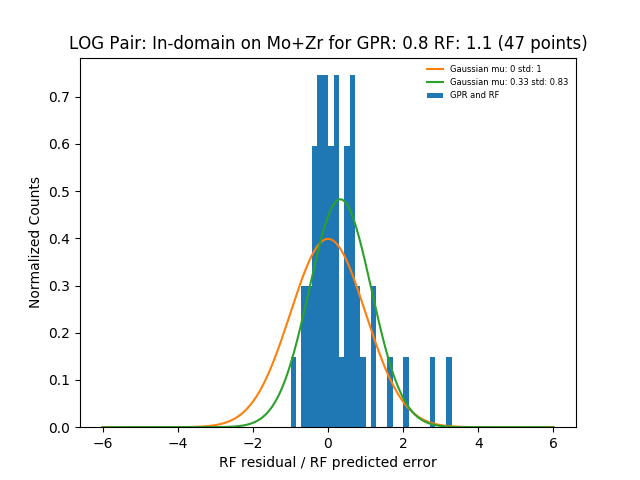 LOG Pair: In-domain on Mo+Zr for GPR: 0.8 RF: 1.1 (47 points)
Gaussian mu: 0 std: 1
Gaussian mu: 0.33 std: 0.83
GPR and RF
Normalized Counts
0.7
0.6
0.5
0.4
0.3
0.2
0.1
0.0
−6 −4 −2 0 2 4 6
RF residual / RF predicted error